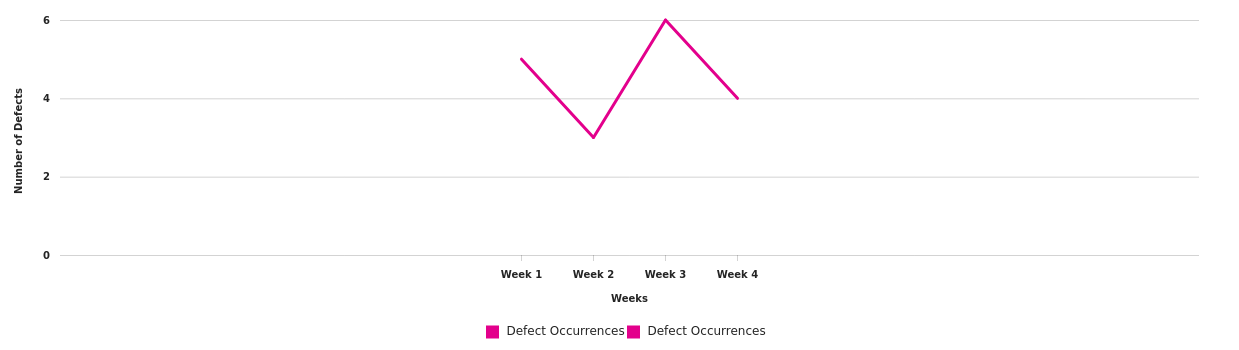 6
4
2
0
Number of Defects
Week 1 Week 2 Week 3 Week 4
Weeks
Defect Occurrences Defect Occurrences